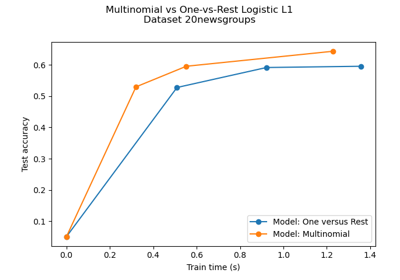 Multinomial vs One-vs-Rest Logistic L1
Dataset 20newsgroups
0.6
0.5
0.4
0.3
0.2
0.1
Test accuracy
Model: One versus Rest
Model: Multinomial
0.0 0.2 0.4 0.6 0.8 1.0 1.2 1.4
Train time (s)